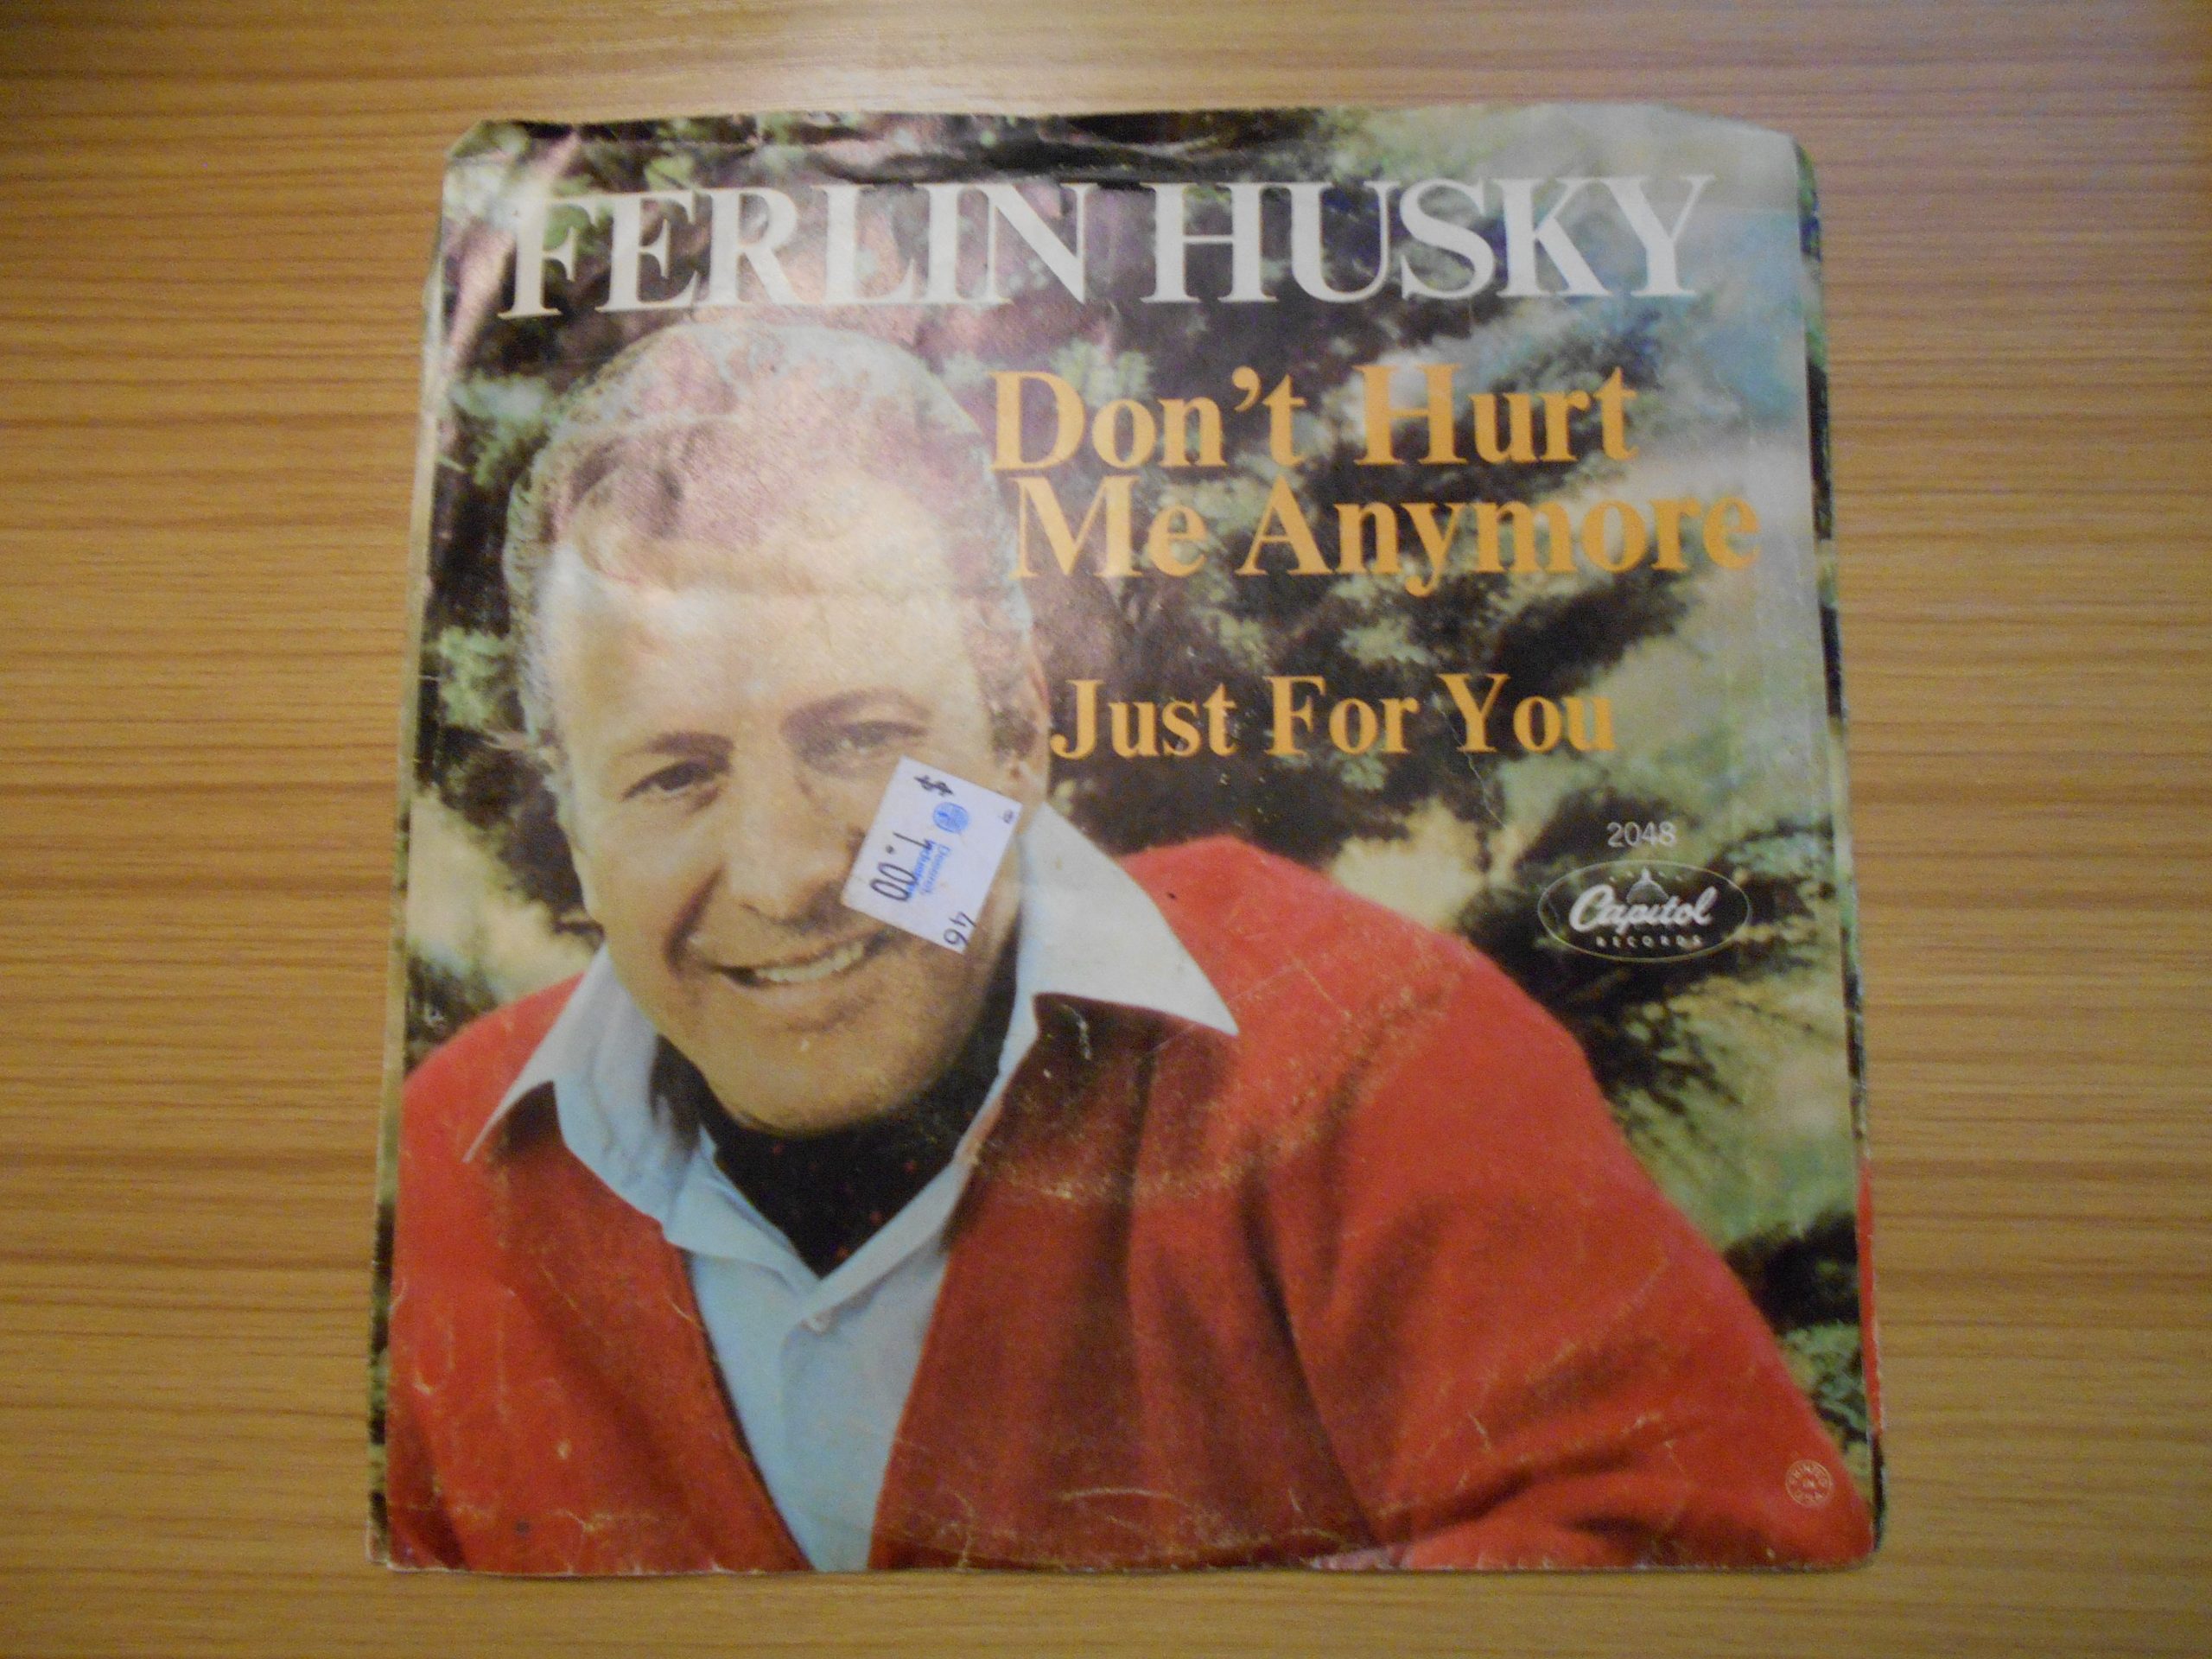 FERLIN HUSKY
Don't Hurt
Me Anymore
Just For You
2048
Capitol
RECORDS
$ 1.00
46